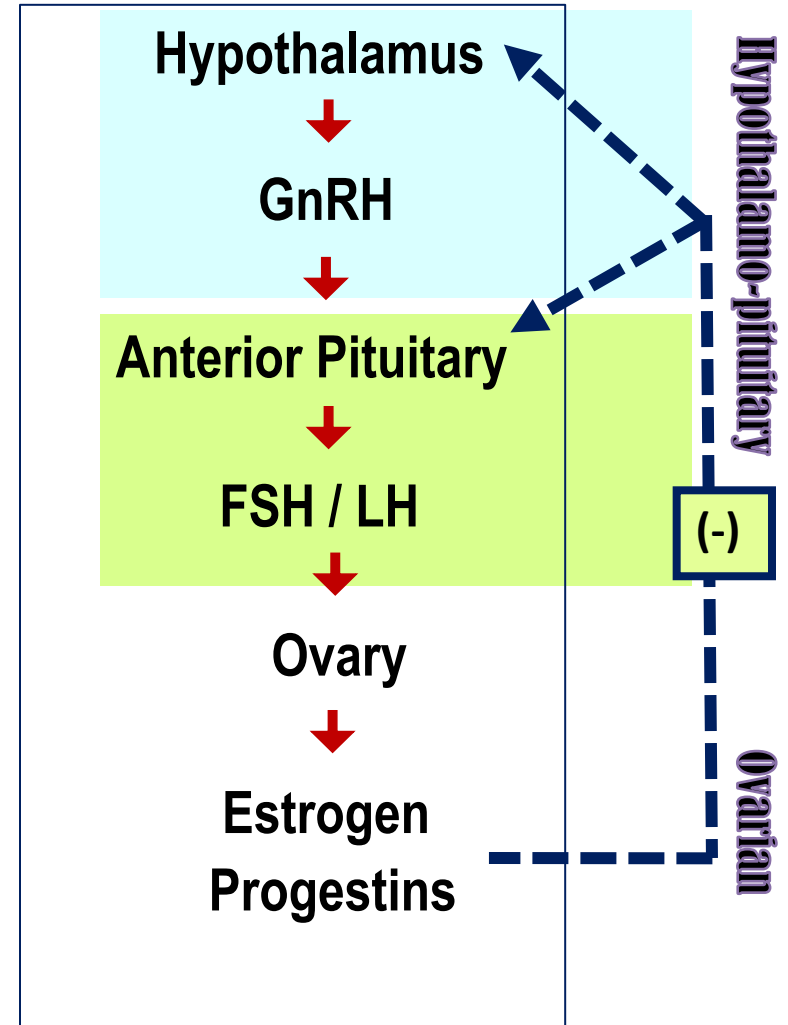 Hypothalamus
GnRH
Anterior Pituitary
FSH / LH
Ovary
Estrogen
Progestins
Hypothalamo-pituitary
(-)
Ovarian